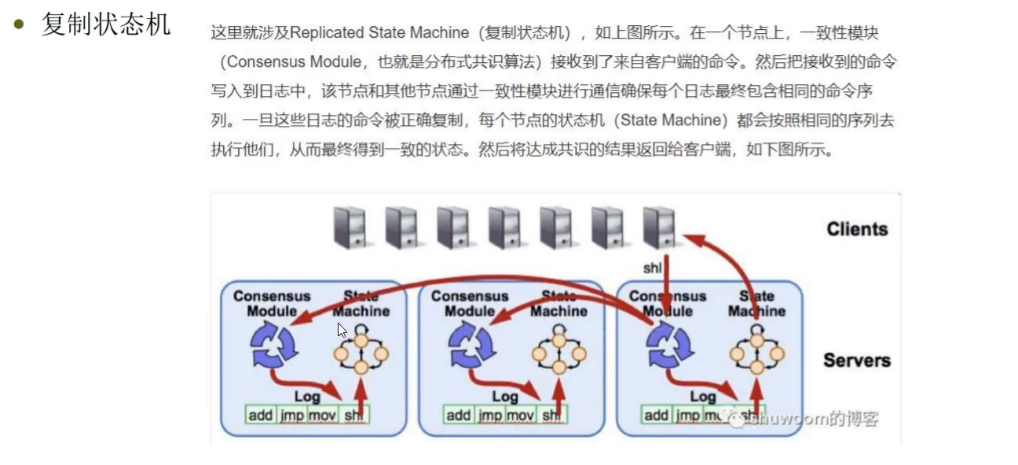 复制状态机
这里就涉及Replicated State Machine（复制状态机），如上图所示。在一个节点上，一致性模块
（Consensus Module，也就是分布式共识算法）接收到了来自客户端的命令。然后把接收到的命令
写入到日志中，该节点和其他节点通过一致性模块进行通信确保每个日志最终包含相同的命令序
列。一旦这些日志的命令被正确复制，每个节点的状态机（State Machine）都会按照相同的序列去
执行他们，从而最终得到一致的状态。然后将达成共识的结果返回给客户端，如下图所示。
Clients
shl
Consensus Module
State Machine
Consensus Module
State Machine
Consensus Module
State Machine
Servers
Log
Log
Log
add jmp mov shl
add jmp mov shl
add jmp shl
shuwoom的博客